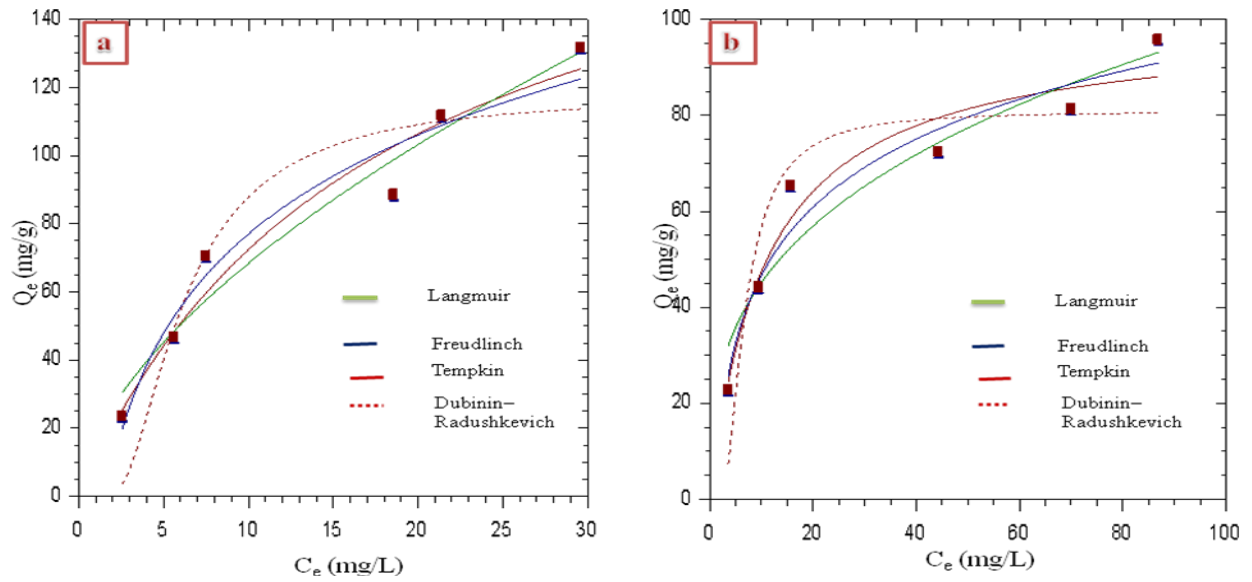 a
140
120
100
80
60
40
20
0
Qe (mg/g)
Langmuir
Freudlinch
Tempkin
Dubinin–
Radushkevich
0 5 10 15 20 25 30
Ce (mg/L)
b
100
80
60
40
20
0
Qe (mg/g)
Langmuir
Freudlinch
Tempkin
Dubinin–
Radushkevich
0 20 40 60 80 100
Ce (mg/L)